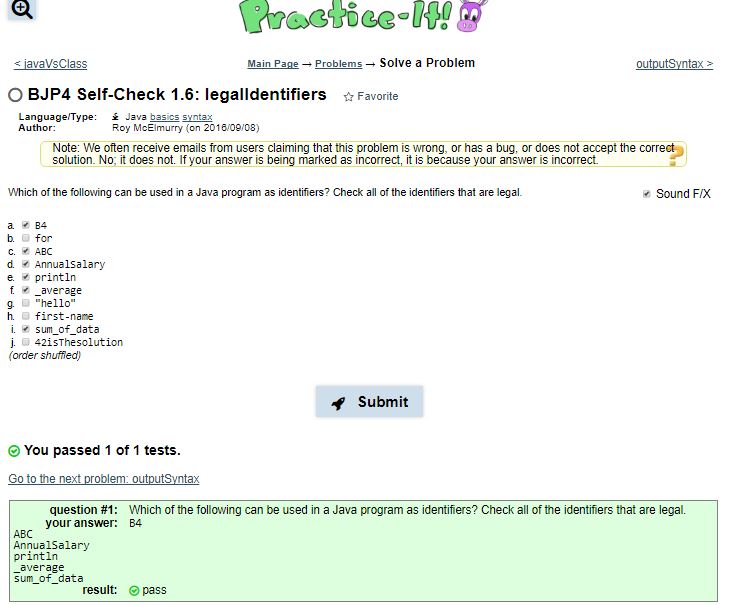 Practice-It!
< javaVsClass
Main Page → Problems → Solve a Problem
outputSyntax >
BJP4 Self-Check 1.6: legalIdentifiers
☆ Favorite
Language/Type: Java basics syntax
Author: Roy McElmurry (on 2016/09/08)
Note: We often receive emails from users claiming that this problem is wrong, or has a bug, or does not accept the correct
solution. No; it does not. If your answer is being marked as incorrect, it is because your answer is incorrect.
?
Which of the following can be used in a Java program as identifiers? Check all of the identifiers that are legal.
Sound F/X
a. B4
b. for
c. ABC
d. AnnualSalary
e. println
f. _average
g. "hello"
h. first-name
i. sum_of_data
j. 42isThesolution
(order shuffled)
Submit
You passed 1 of 1 tests.
Go to the next problem: outputSyntax
question #1: Which of the following can be used in a Java program as identifiers? Check all of the identifiers that are legal.
your answer: B4
ABC
AnnualSalary
println
_average
sum_of_data
result: pass